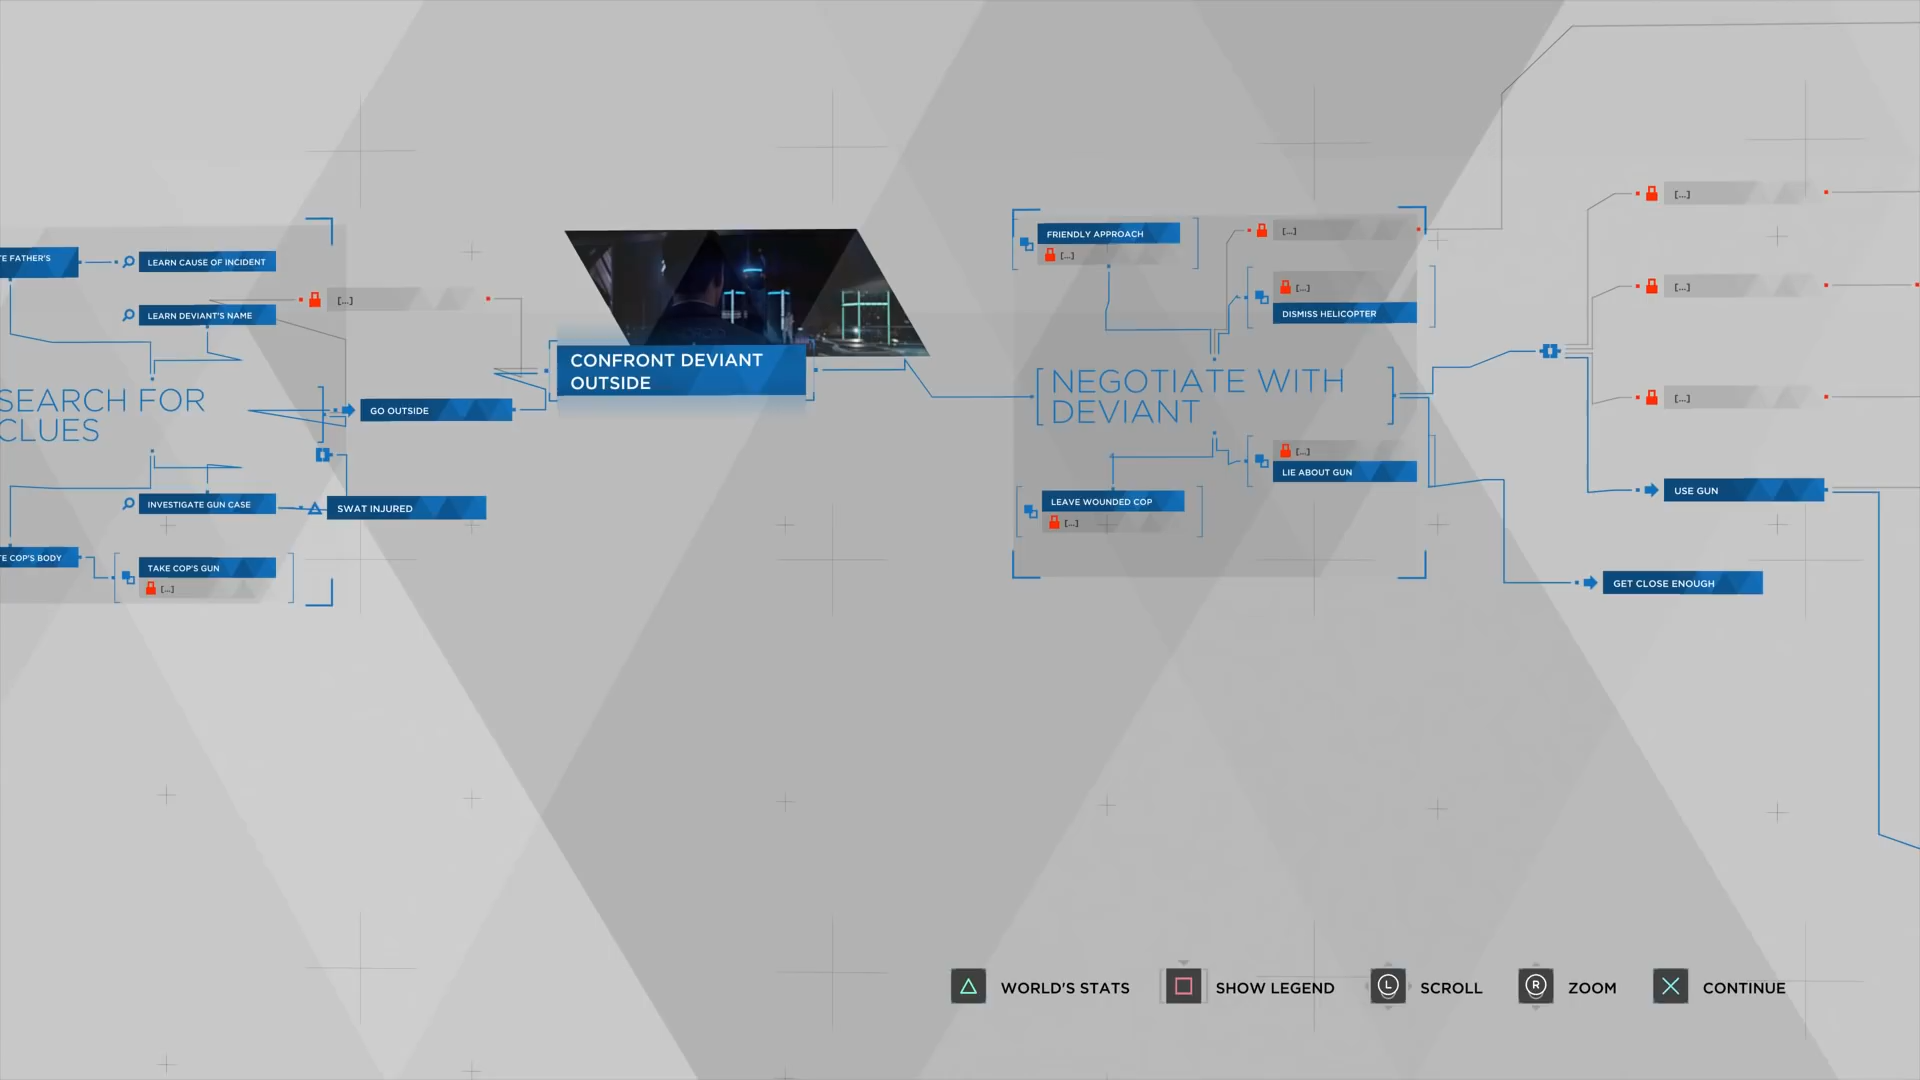 TE FATHER'S
LEARN CAUSE OF INCIDENT
LEARN DEVIANT'S NAME
[...]
SEARCH FOR
CLUES
GO OUTSIDE
INVESTIGATE GUN CASE
SWAT INJURED
TE COP'S BODY
TAKE COP'S GUN
[...]
CONFRONT DEVIANT
OUTSIDE
FRIENDLY APPROACH
[...]
[...]
[...]
DISMISS HELICOPTER
NEGOTIATE WITH
DEVIANT
[...]
LIE ABOUT GUN
LEAVE WOUNDED COP
[...]
[...]
[...]
[...]
USE GUN
GET CLOSE ENOUGH
WORLD'S STATS
SHOW LEGEND
L
SCROLL
R
ZOOM
CONTINUE